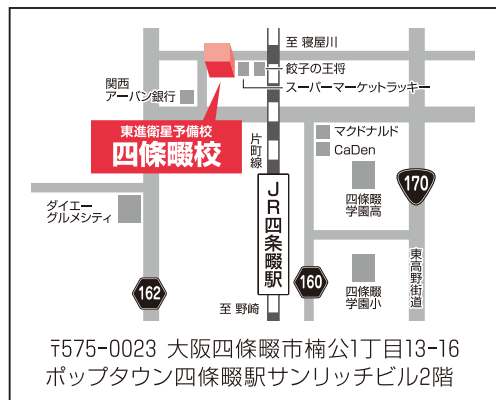 至 寝屋川
餃子の王将
スーパーマーケットラッキー
関西
アーバン銀行
東進衛星予備校
四條畷校
片町線
マクドナルド
CaDen
四條畷
学園高
170
ダイエー
グルメシティ
JR四条畷駅
東高野街道
162
160
四條畷
学園小
至 野崎
〒575-0023 大阪四條畷市楠公1丁目13-16
ポップタウン四條畷駅サンリッチビル2階